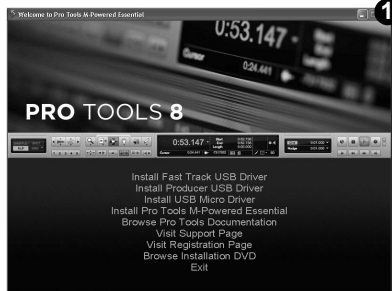 Welcome to Pro Tools M-Powered Essential
1
0:53.147
Cursor
0:24.441
PRO TOOLS 8
0:53.147
Cursor
Install Fast Track USB Driver
Install Producer USB Driver
Install USB Micro Driver
Install Pro Tools M-Powered Essential
Browse Pro Tools Documentation
Visit Support Page
Visit Registration Page
Browse Installation DVD
Exit